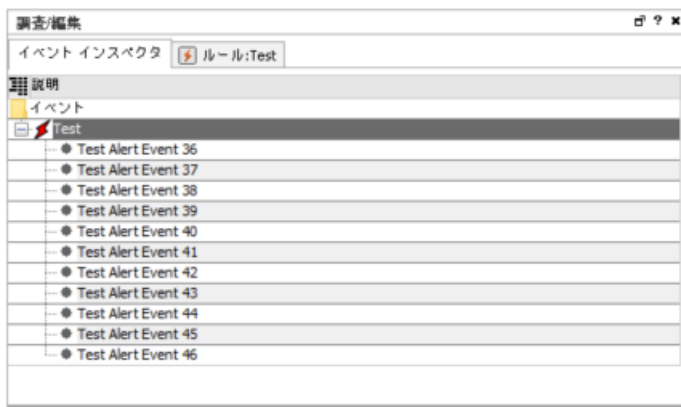 調査/編集
イベント インスペクタ ルール:Test
説明
イベント
Test
Test Alert Event 36
Test Alert Event 37
Test Alert Event 38
Test Alert Event 39
Test Alert Event 40
Test Alert Event 41
Test Alert Event 42
Test Alert Event 43
Test Alert Event 44
Test Alert Event 45
Test Alert Event 46